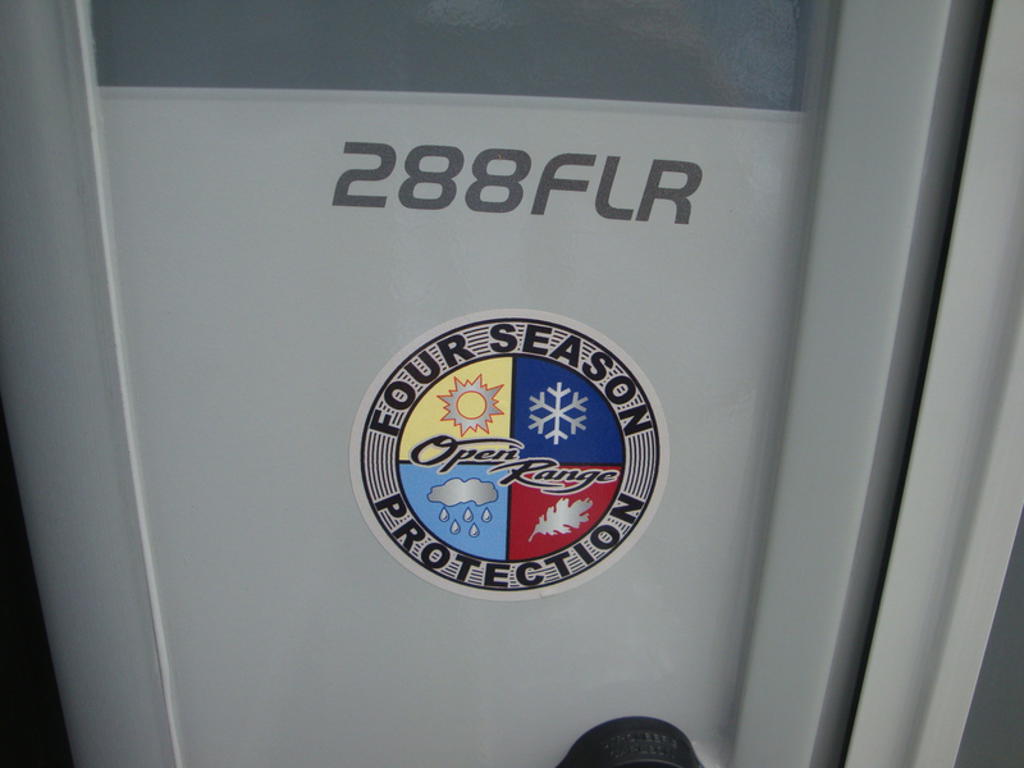 288FLR
FOUR SEASON
Open
Range
PROTECTION